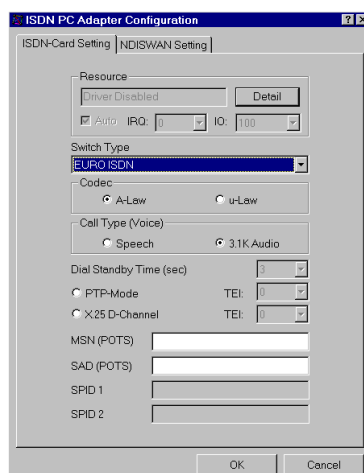 ISDN PC Adapter Configuration
ISDN-Card Setting NDISWAN Setting
Resource
Driver Disabled Detail
Auto IRQ: 0 IO: 100
Switch Type
EURO ISDN
Codec
A-Law u-Law
Call Type (Voice)
Speech 3.1K Audio
Dial Standby Time (sec) 3
PTP-Mode TEI: 0
X.25 D-Channel TEI: 0
MSN (POTS)
SAD (POTS)
SPID 1
SPID 2
OK Cancel